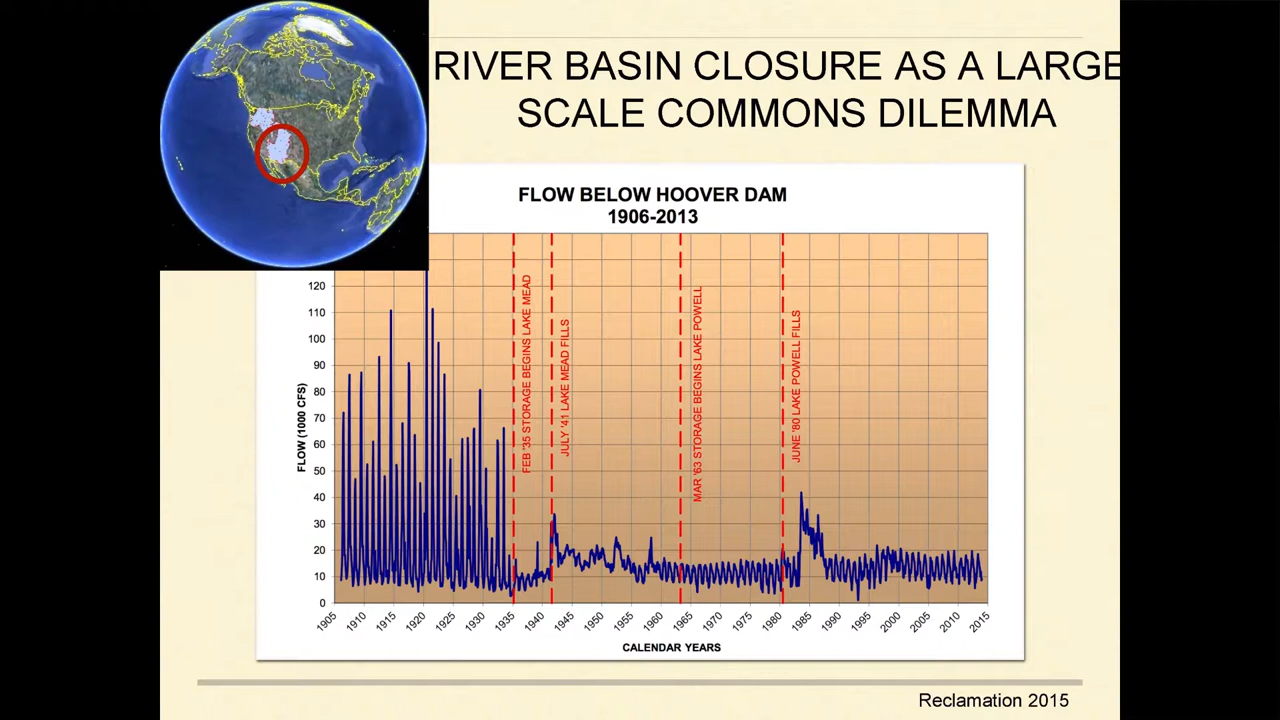 RIVER BASIN CLOSURE AS A LARGE
SCALE COMMONS DILEMMA
FLOW BELOW HOOVER DAM
1906-2013
FLOW (1000 CFS)
120
110
100
90
80
70
60
50
40
30
20
10
0
FEB '35 STORAGE BEGINS LAKE MEAD
JULY '41 LAKE MEAD FILLS
MAR '63 STORAGE BEGINS LAKE POWELL
JUNE '80 LAKE POWELL FILLS
1905 1910 1915 1920 1925 1930 1935 1940 1945 1950 1955 1960 1965 1970 1975 1980 1985 1990 1995 2000 2005 2010 2015
CALENDAR YEARS
Reclamation 2015